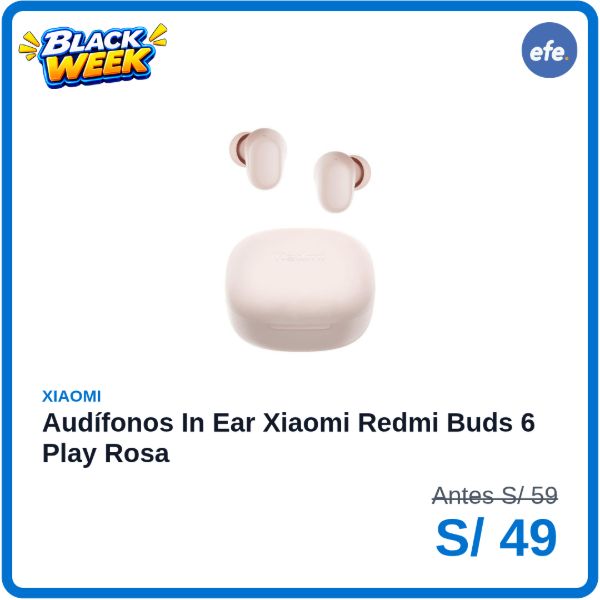 BLACK
WEEK
efe.
XIAOMI
Audífonos In Ear Xiaomi Redmi Buds 6
Play Rosa
Antes S/ 59
S/ 49